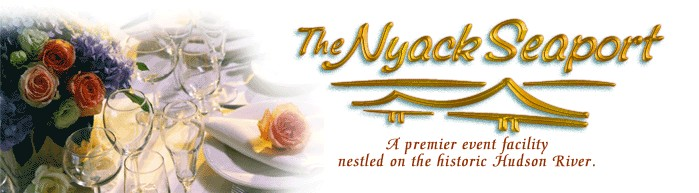 The Nyack Seaport
A premier event facility
nestled on the historic Hudson River.